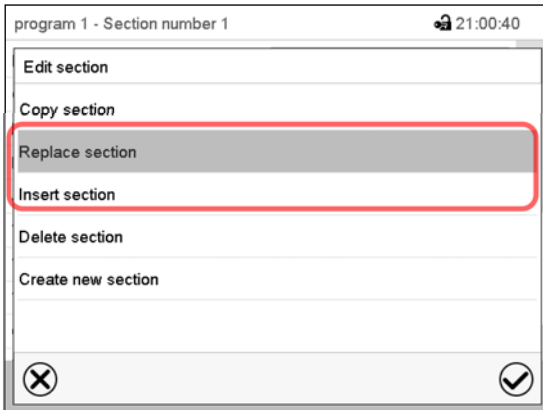 program 1 - Section number 1 21:00:40
Edit section
Copy section
Replace section
Insert section
Delete section
Create new section